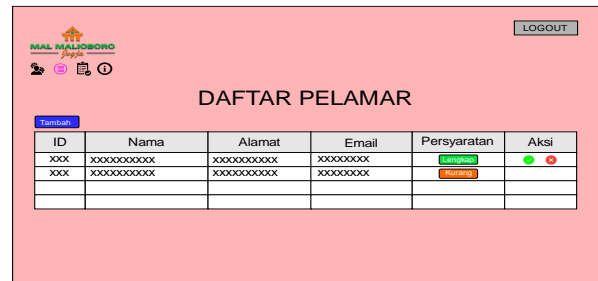 LOGOUT
MAL MALIOBORO
Jogja
DAFTAR PELAMAR
Tambah
ID Nama Alamat Email Persyaratan Aksi
xxx xxxxxxxxxx xxxxxxxxxx xxxxxxxx Lengkap
xxx xxxxxxxxxx xxxxxxxxxx xxxxxxxx Kurang